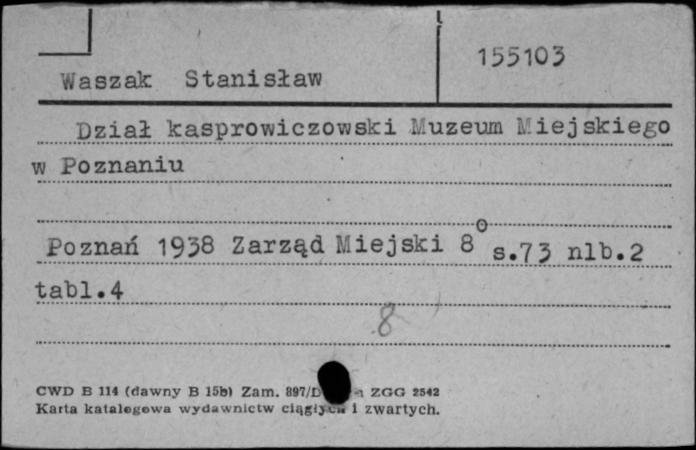 155103
Waszak Stanisław
Dział kasprowiczowski Muzeum Miejskiego
w Poznaniu
Poznań 1938 Zarząd Miejski 8⁰ s.73 nlb.2
tabl.4
8
CWD B 114 (dawny B 15b) Zam. 897/D ZGG 2542
Karta katalogowa wydawnictw ciągłych i zwartych.